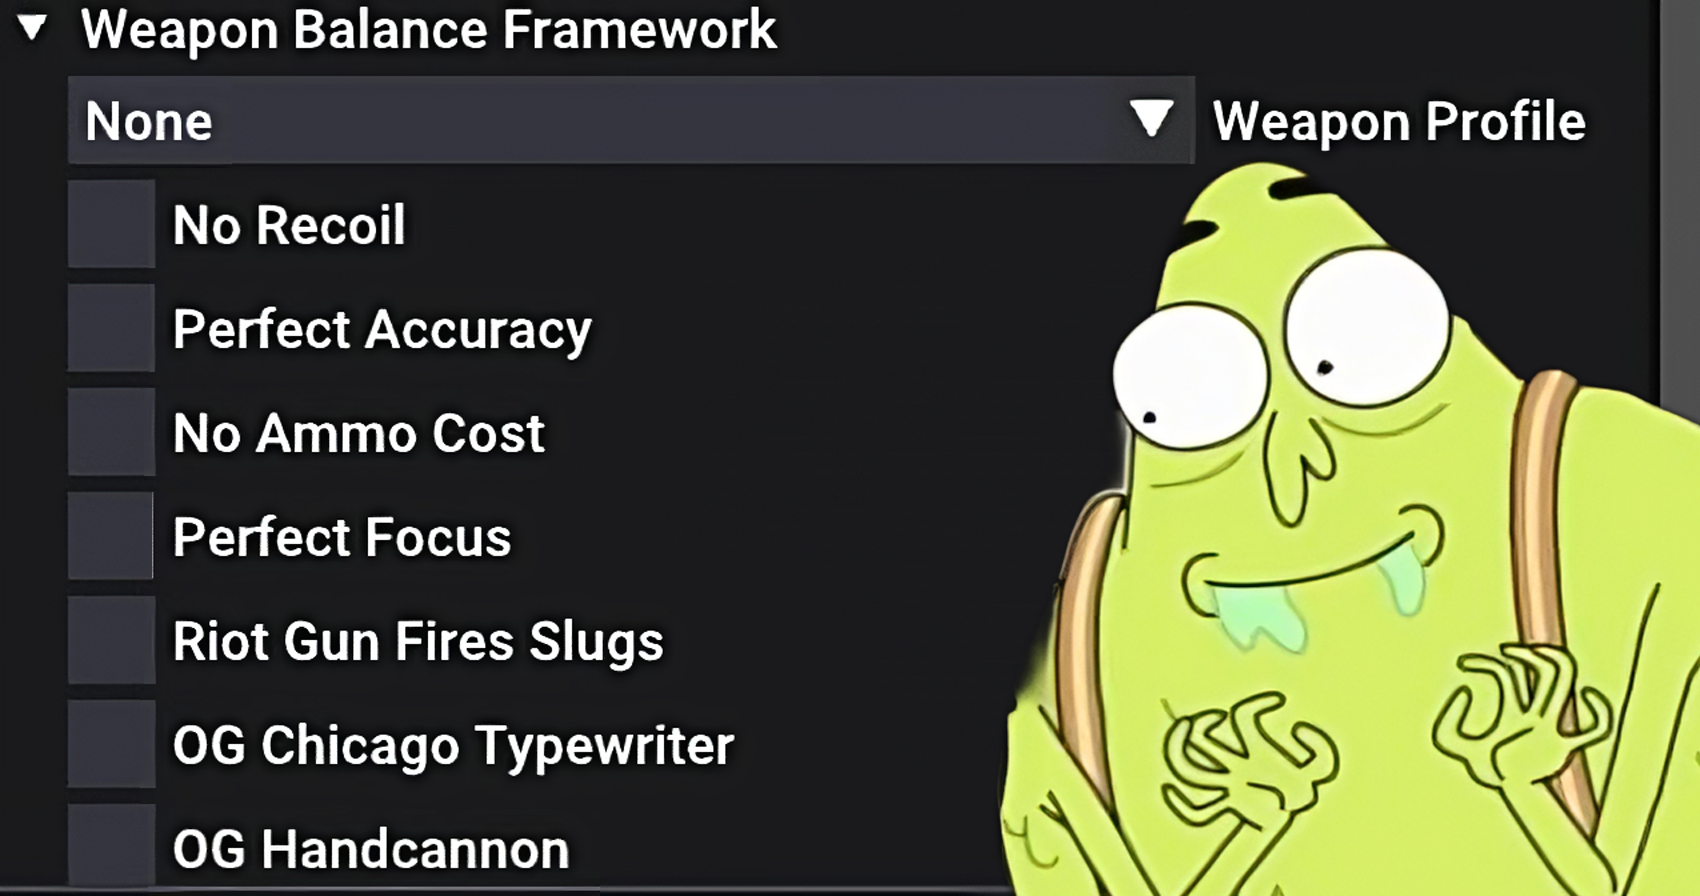 Weapon Balance Framework
None Weapon Profile
No Recoil
Perfect Accuracy
No Ammo Cost
Perfect Focus
Riot Gun Fires Slugs
OG Chicago Typewriter
OG Handcannon